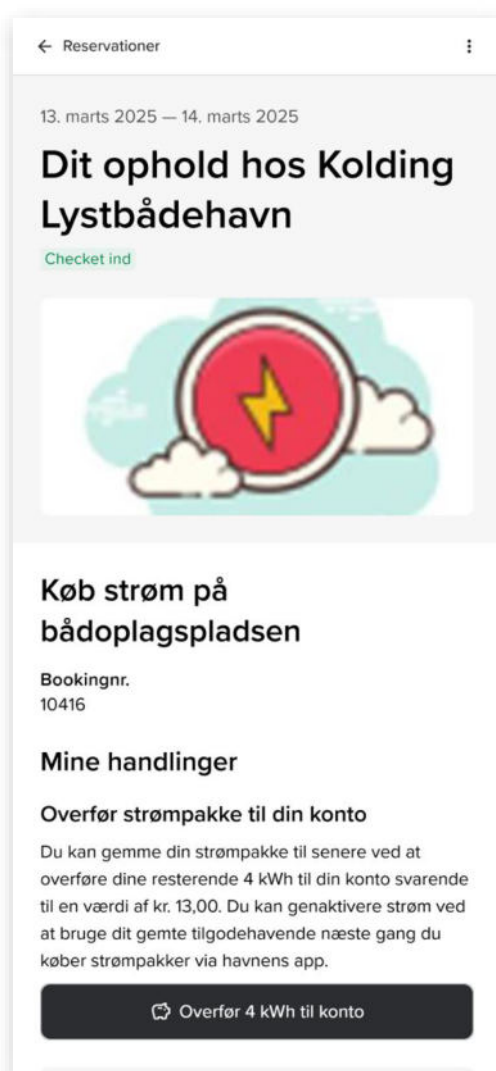 Reservationer
13. marts 2025 — 14. marts 2025
Dit ophold hos Kolding
Lystbådehavn
Checket ind
Køb strøm på
bådoplagspladsen
Bookingnr.
10416
Mine handlinger
Overfør strømpakke til din konto
Du kan gemme din strømpakke til senere ved at
overføre dine resterende 4 kWh til din konto svarende
til en værdi af kr. 13,00. Du kan genaktivere strøm ved
at bruge dit gemte tilgodehavende næste gang du
køber strømpakker via havnens app.
Overfør 4 kWh til konto